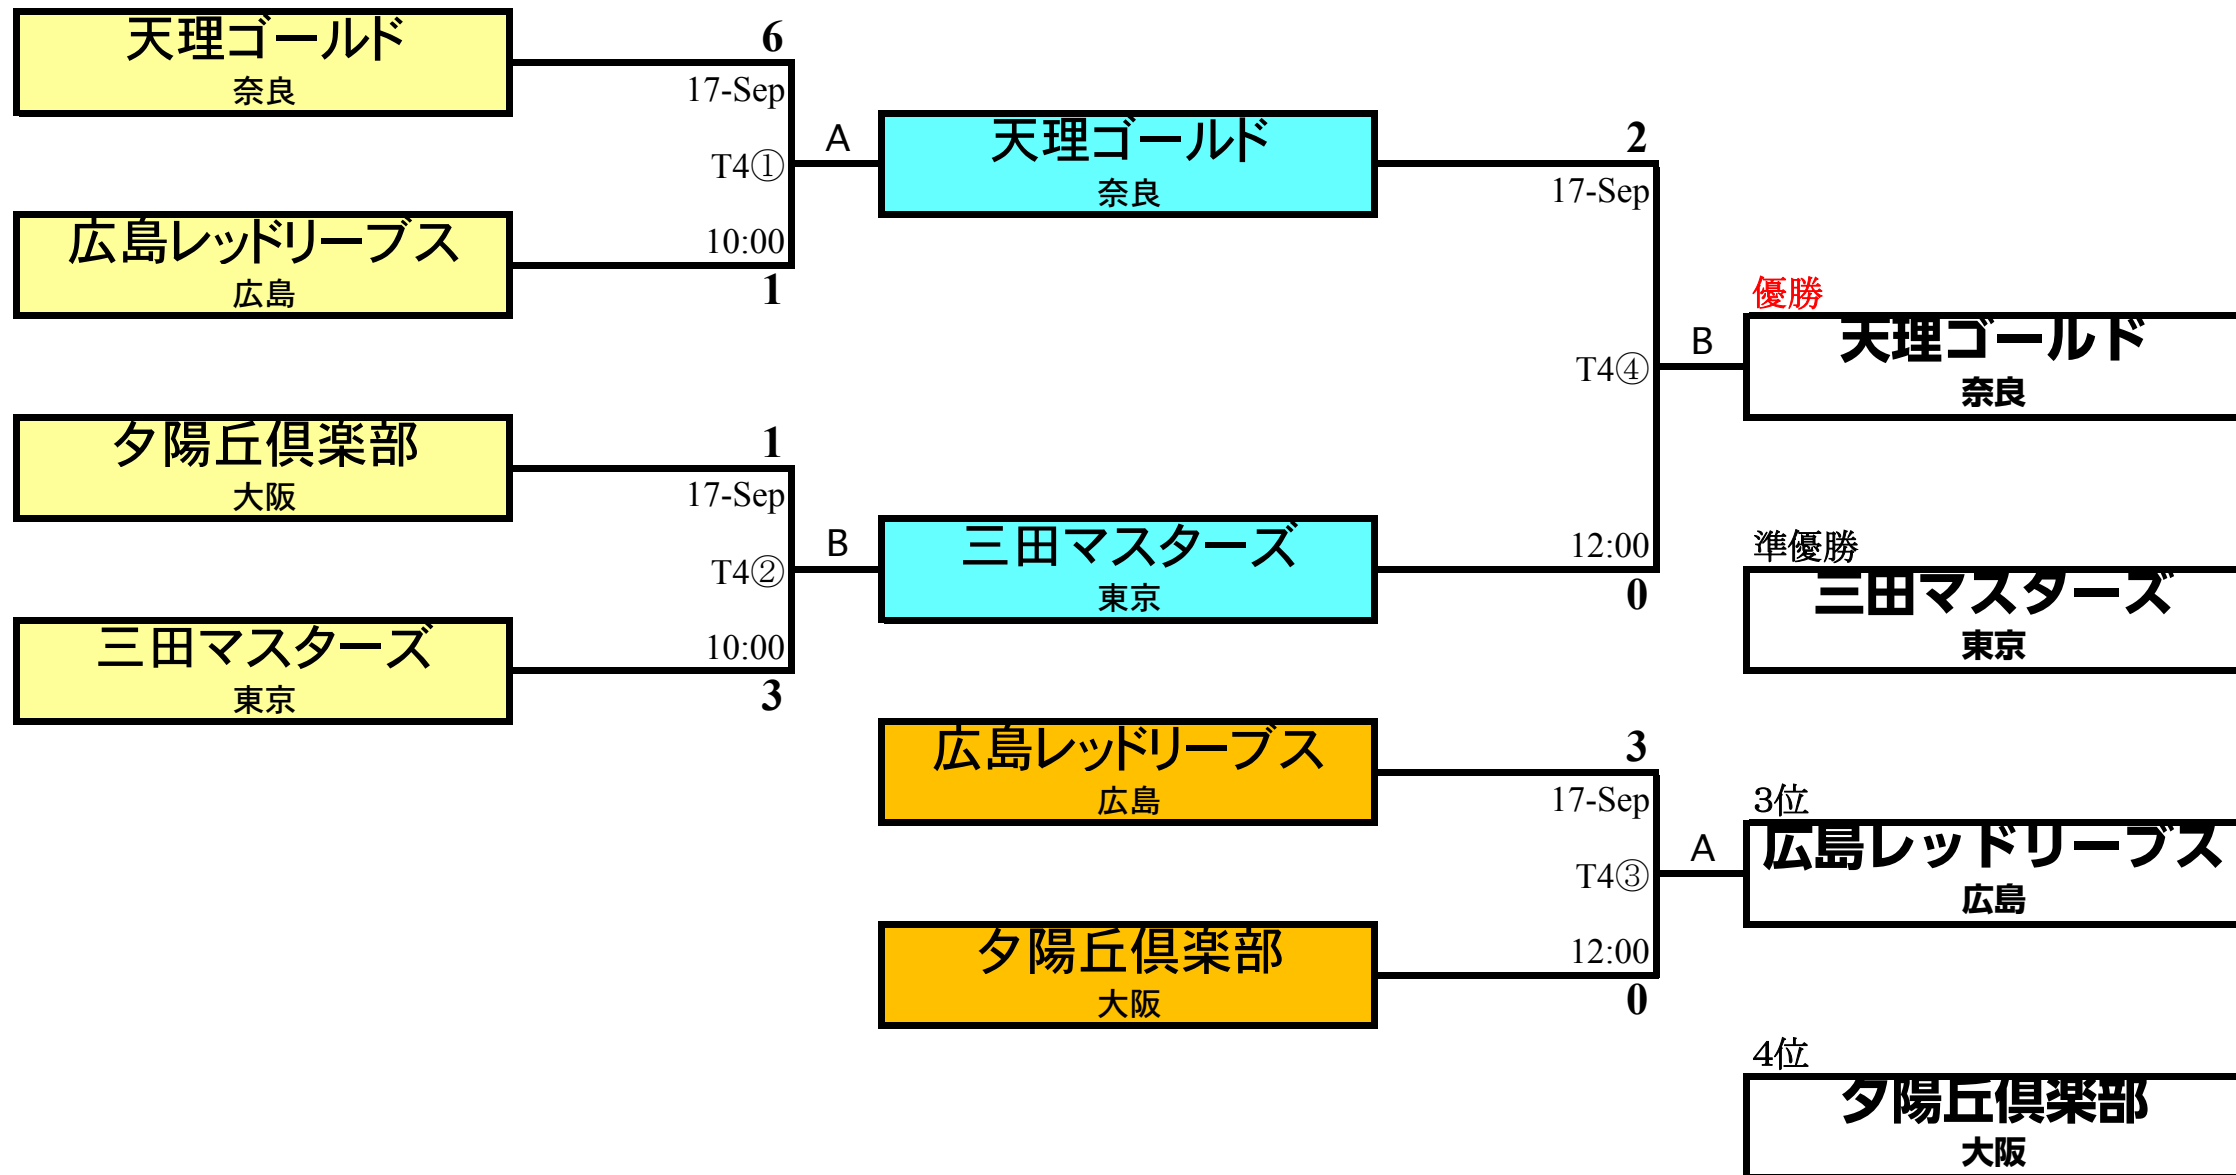 天理ゴールド
奈良
6
17-Sep
T4①
A
10:00
広島レッドリーブス
広島
1
夕陽丘倶楽部
大阪
1
17-Sep
T4②
B
10:00
三田マスターズ
東京
3
天理ゴールド
奈良
2
17-Sep
T4④
B
12:00
三田マスターズ
東京
0
広島レッドリーブス
広島
3
17-Sep
T4③
A
12:00
夕陽丘倶楽部
大阪
0
優勝
天理ゴールド
奈良
準優勝
三田マスターズ
東京
3位
広島レッドリーブス
広島
4位
夕陽丘倶楽部
大阪